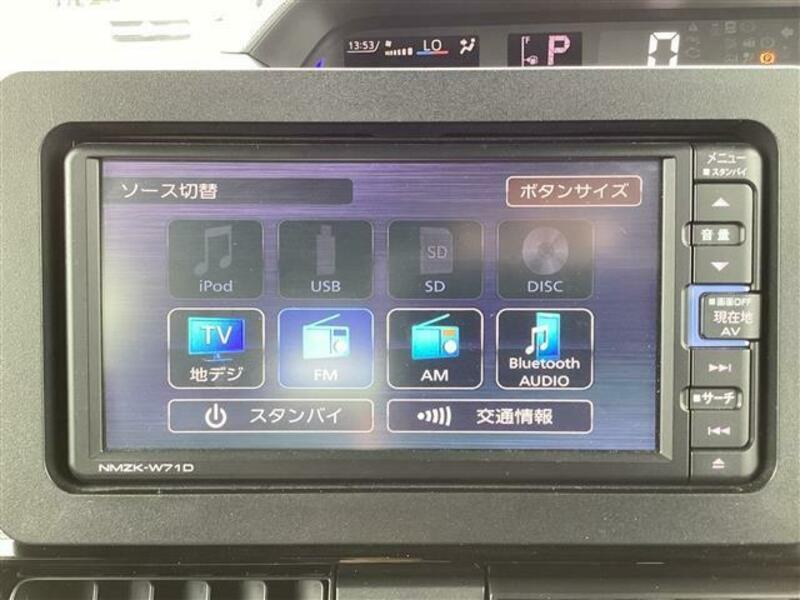 13:53 LO F P 0
メニュー
■スタンバイ
ソース切替 ボタンサイズ
音量
iPod USB SD SD DISC
■画面OFF
現在地
AV
TV
地デジ FM AM Bluetooth AUDIO
■サーチ
スタンバイ 交通情報
NMZK-W71D